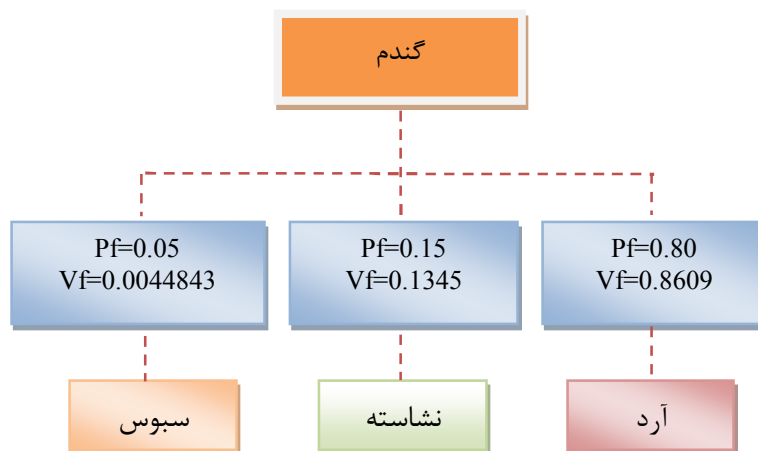 گندم
Pf=0.05
Vf=0.0044843
Pf=0.15
Vf=0.1345
Pf=0.80
Vf=0.8609
سبوس
نشاسته
آرد